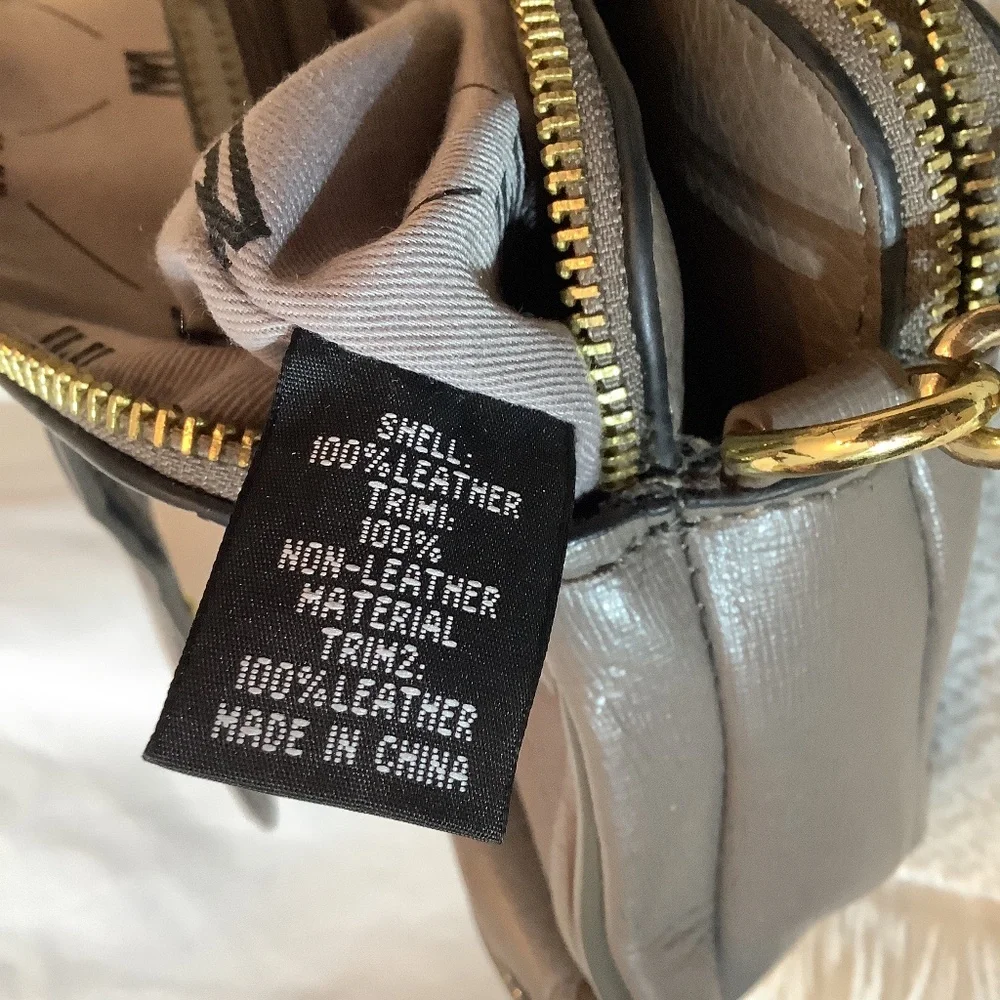 SHELL:
100%LEATHER
TRIM1:
100%
NON-LEATHER
MATERIAL
TRIM2:
100%LEATHER
MADE IN CHINA